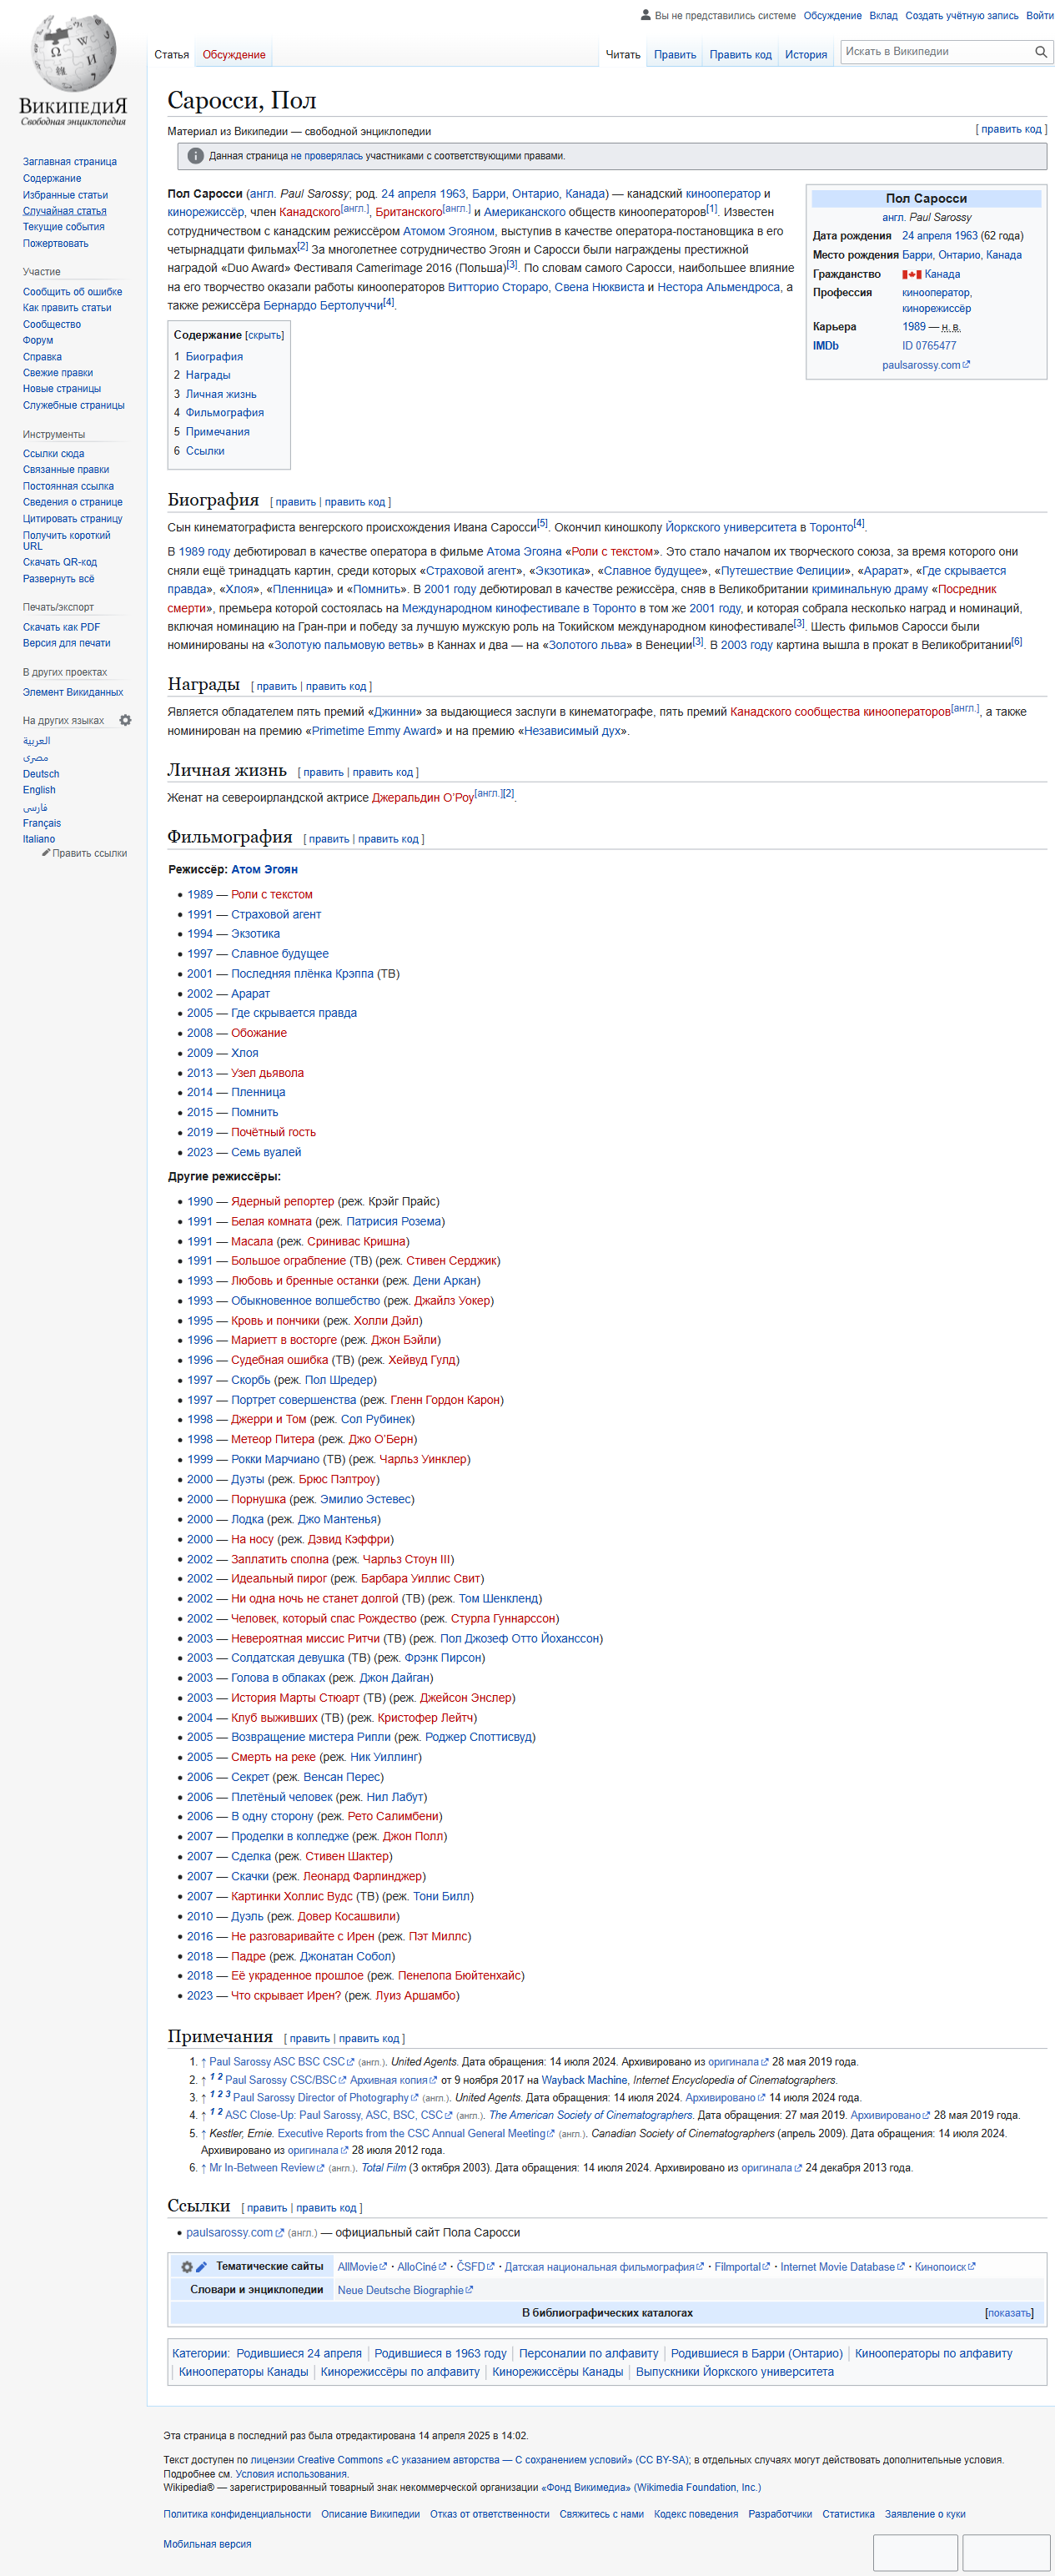 Вы не представились системе Обсуждение Вклад Создать учётную запись Войти
Статья Обсуждение Читать Править Править код История Искать в Википедии
ВикипедиЯ
Свободная энциклопедия
Заглавная страница
Содержание
Избранные статьи
Случайная статья
Текущие события
Пожертвовать
Участие
Сообщить об ошибке
Как править статьи
Сообщество
Форум
Справка
Свежие правки
Новые страницы
Служебные страницы
Инструменты
Ссылки сюда
Связанные правки
Постоянная ссылка
Сведения о странице
Цитировать страницу
Получить короткий
URL
Скачать QR-код
Развернуть всё
Печать/экспорт
Скачать как PDF
Версия для печати
В других проектах
Элемент Викиданных
На других языках
العربية
مصرى
Deutsch
English
فارسی
Français
Italiano
Править ссылки
Саросси, Пол
Материал из Википедии — свободной энциклопедии [ править код ]
Данная страница не проверялась участниками с соответствующими правами.
Пол Саросси (англ. Paul Sarossy; род. 24 апреля 1963, Барри, Онтарио, Канада) — канадский кинооператор и
кинорежиссёр, член Канадского[англ.], Британского[англ.] и Американского обществ кинооператоров[1]. Известен
сотрудничеством с канадским режиссёром Атомом Эгояном, выступив в качестве оператора-постановщика в его
четырнадцати фильмах[2] За многолетнее сотрудничество Эгоян и Саросси были награждены престижной
наградой «Duo Award» Фестиваля Camerimage 2016 (Польша)[3]. По словам самого Саросси, наибольшее влияние
на его творчество оказали работы кинооператоров Витторио Стораро, Свена Нюквиста и Нестора Альмендроса, а
также режиссёра Бернардо Бертолуччи[4].
Пол Саросси
англ. Paul Sarossy
Дата рождения 24 апреля 1963 (62 года)
Место рождения Барри, Онтарио, Канада
Гражданство Канада
Профессия кинооператор,
кинорежиссёр
Карьера 1989 — н. в.
IMDb ID 0765477
paulsarossy.com
Содержание [скрыть]
1 Биография
2 Награды
3 Личная жизнь
4 Фильмография
5 Примечания
6 Ссылки
Биография [ править | править код ]
Сын кинематографиста венгерского происхождения Ивана Саросси[5]. Окончил киношколу Йоркского университета в Торонто[4].
В 1989 году дебютировал в качестве оператора в фильме Атома Эгояна «Роли с текстом». Это стало началом их творческого союза, за время которого они
сняли ещё тринадцать картин, среди которых «Страховой агент», «Экзотика», «Славное будущее», «Путешествие Фелиции», «Арарат», «Где скрывается
правда», «Хлоя», «Пленница» и «Помнить». В 2001 году дебютировал в качестве режиссёра, сняв в Великобритании криминальную драму «Посредник
смерти», премьера которой состоялась на Международном кинофестивале в Торонто в том же 2001 году, и которая собрала несколько наград и номинаций,
включая номинацию на Гран-при и победу за лучшую мужскую роль на Токийском международном кинофестивале[3]. Шесть фильмов Саросси были
номинированы на «Золотую пальмовую ветвь» в Каннах и два — на «Золотого льва» в Венеции[3]. В 2003 году картина вышла в прокат в Великобритании[6]
Награды [ править | править код ]
Является обладателем пять премий «Джинни» за выдающиеся заслуги в кинематографе, пять премий Канадского сообщества кинооператоров[англ.], а также
номинирован на премию «Primetime Emmy Award» и на премию «Независимый дух».
Личная жизнь [ править | править код ]
Женат на североирландской актрисе Джеральдин О'Роу[англ.][2].
Фильмография [ править | править код ]
Режиссёр: Атом Эгоян
1989 — Роли с текстом
1991 — Страховой агент
1994 — Экзотика
1997 — Славное будущее
2001 — Последняя плёнка Крэппа (ТВ)
2002 — Арарат
2005 — Где скрывается правда
2008 — Обожание
2009 — Хлоя
2013 — Узел дьявола
2014 — Пленница
2015 — Помнить
2019 — Почётный гость
2023 — Семь вуалей
Другие режиссёры:
1990 — Ядерный репортер (реж. Крэйг Прайс)
1991 — Белая комната (реж. Патрисия Розема)
1991 — Масала (реж. Сринивас Кришна)
1991 — Большое ограбление (ТВ) (реж. Стивен Серджик)
1993 — Любовь и бренные останки (реж. Дени Аркан)
1993 — Обыкновенное волшебство (реж. Джайлз Уокер)
1995 — Кровь и пончики (реж. Холли Дэйл)
1996 — Мариетт в восторге (реж. Джон Бэйли)
1996 — Судебная ошибка (ТВ) (реж. Хейвуд Гулд)
1997 — Скорбь (реж. Пол Шредер)
1997 — Портрет совершенства (реж. Гленн Гордон Карон)
1998 — Джерри и Том (реж. Сол Рубинек)
1998 — Метеор Питера (реж. Джо О'Берн)
1999 — Рокки Марчиано (ТВ) (реж. Чарльз Уинклер)
2000 — Дуэты (реж. Брюс Пэлтроу)
2000 — Порнушка (реж. Эмилио Эстевес)
2000 — Лодка (реж. Джо Мантенья)
2000 — На носу (реж. Дэвид Кэффри)
2002 — Заплатить сполна (реж. Чарльз Стоун III)
2002 — Идеальный пирог (реж. Барбара Уиллис Свит)
2002 — Ни одна ночь не станет долгой (ТВ) (реж. Том Шенкленд)
2002 — Человек, который спас Рождество (реж. Стурла Гуннарссон)
2003 — Невероятная миссис Ритчи (ТВ) (реж. Пол Джозеф Отто Йоханссон)
2003 — Солдатская девушка (ТВ) (реж. Фрэнк Пирсон)
2003 — Голова в облаках (реж. Джон Дайган)
2003 — История Марты Стюарт (ТВ) (реж. Джейсон Энслер)
2004 — Клуб выживших (ТВ) (реж. Кристофер Лейтч)
2005 — Возвращение мистера Рипли (реж. Роджер Споттисвуд)
2005 — Смерть на реке (реж. Ник Уиллинг)
2006 — Секрет (реж. Венсан Перес)
2006 — Плетёный человек (реж. Нил Лабут)
2006 — В одну сторону (реж. Рето Салимбени)
2007 — Проделки в колледже (реж. Джон Полл)
2007 — Сделка (реж. Стивен Шактер)
2007 — Скачки (реж. Леонард Фарлинджер)
2007 — Картинки Холлис Вудс (ТВ) (реж. Тони Билл)
2010 — Дуэль (реж. Довер Косашвили)
2016 — Не разговаривайте с Ирен (реж. Пэт Миллс)
2018 — Падре (реж. Джонатан Собол)
2018 — Её украденное прошлое (реж. Пенелопа Бюйтенхайс)
2023 — Что скрывает Ирен? (реж. Луиз Аршамбо)
Примечания [ править | править код ]
1. ↑ Paul Sarossy ASC BSC CSC (англ.). United Agents. Дата обращения: 14 июля 2024. Архивировано из оригинала 28 мая 2019 года.
2. ↑ 1 2 Paul Sarossy CSC/BSC Архивная копия от 9 ноября 2017 на Wayback Machine, Internet Encyclopedia of Cinematographers.
3. ↑ 1 2 3 Paul Sarossy Director of Photography (англ.). United Agents. Дата обращения: 14 июля 2024. Архивировано 14 июля 2024 года.
4. ↑ 1 2 ASC Close-Up: Paul Sarossy, ASC, BSC, CSC (англ.). The American Society of Cinematographers. Дата обращения: 27 мая 2019. Архивировано 28 мая 2019 года.
5. ↑ Kestler, Ernie. Executive Reports from the CSC Annual General Meeting (англ.). Canadian Society of Cinematographers (апрель 2009). Дата обращения: 14 июля 2024.
Архивировано из оригинала 28 июля 2012 года.
6. ↑ Mr In-Between Review (англ.). Total Film (3 октября 2003). Дата обращения: 14 июля 2024. Архивировано из оригинала 24 декабря 2013 года.
Ссылки [ править | править код ]
paulsarossy.com (англ.) — официальный сайт Пола Саросси
Тематические сайты AllMovie · AlloCiné · ČSFD · Датская национальная фильмография · Filmportal · Internet Movie Database · Кинопоиск
Словари и энциклопедии Neue Deutsche Biographie
В библиографических каталогах [показать]
Категории: Родившиеся 24 апреля | Родившиеся в 1963 году | Персоналии по алфавиту | Родившиеся в Барри (Онтарио) | Кинооператоры по алфавиту
| Кинооператоры Канады | Кинорежиссёры по алфавиту | Кинорежиссёры Канады | Выпускники Йоркского университета
Эта страница в последний раз была отредактирована 14 апреля 2025 в 14:02.
Текст доступен по лицензии Creative Commons «С указанием авторства — С сохранением условий» (CC BY-SA); в отдельных случаях могут действовать дополнительные условия.
Подробнее см. Условия использования.
Wikipedia® — зарегистрированный товарный знак некоммерческой организации «Фонд Викимедиа» (Wikimedia Foundation, Inc.)
Политика конфиденциальности Описание Википедии Отказ от ответственности Свяжитесь с нами Кодекс поведения Разработчики Статистика Заявление о куки
Мобильная версия